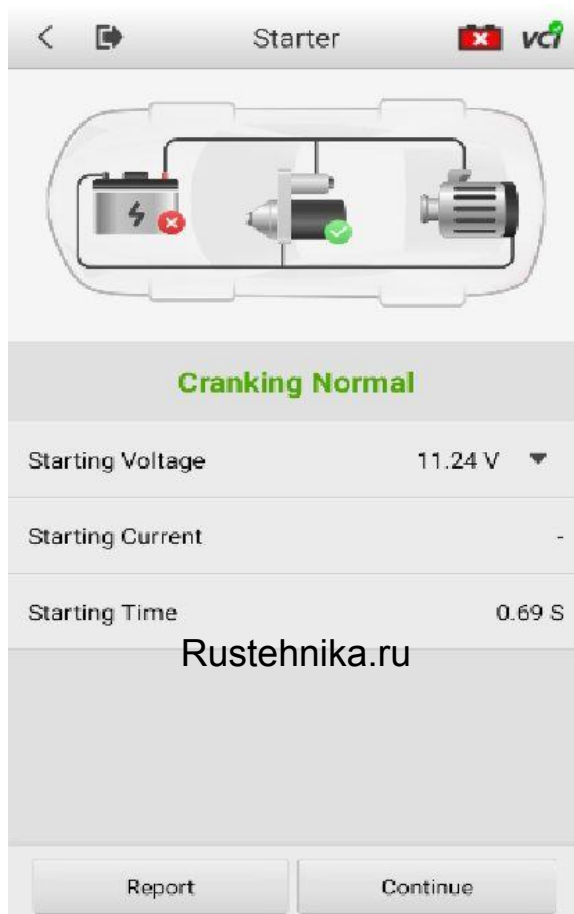 Starter
VCI
Cranking Normal
Starting Voltage 11.24 V
Starting Current -
Starting Time 0.69 S
Rustehnika.ru
Report Continue